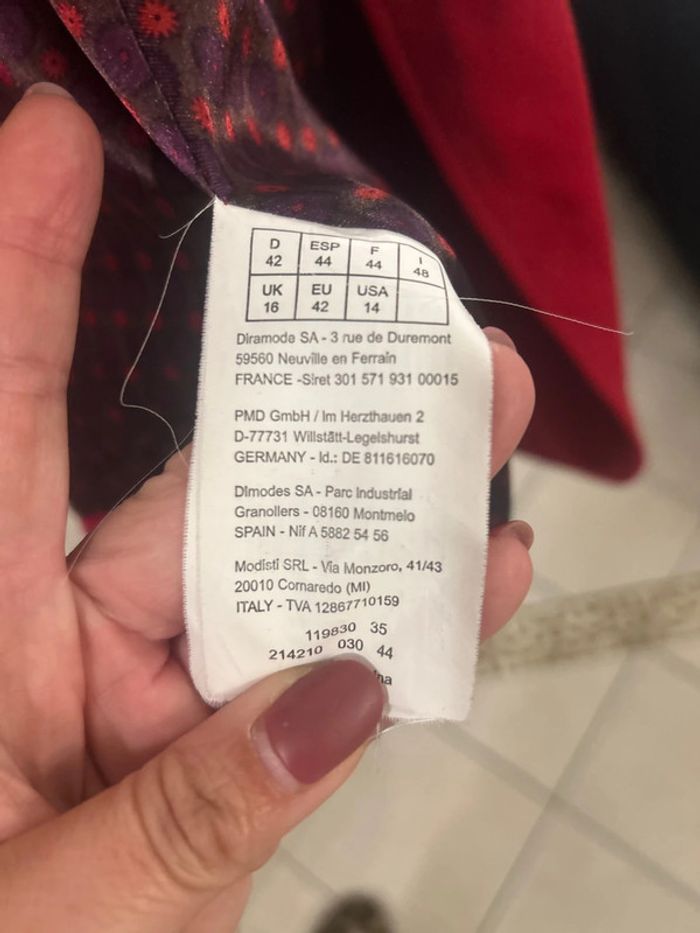 D ESP F I
42 44 44 48
UK EU USA
16 42 14
Diramode SA - 3 rue de Duremont
59560 Neuville en Ferrain
FRANCE -Siret 301 571 931 00015
PMD GmbH / Im Herzthauen 2
D-77731 Willstätt-Legelshurst
GERMANY - Id.: DE 811616070
Dimodes SA - Parc Industrial
Granollers - 08160 Montmelo
SPAIN - Nif A 5882 54 56
Modisti SRL - Via Monzoro, 41/43
20010 Cornaredo (MI)
ITALY - TVA 12867710159
119830 35
214210 030 44